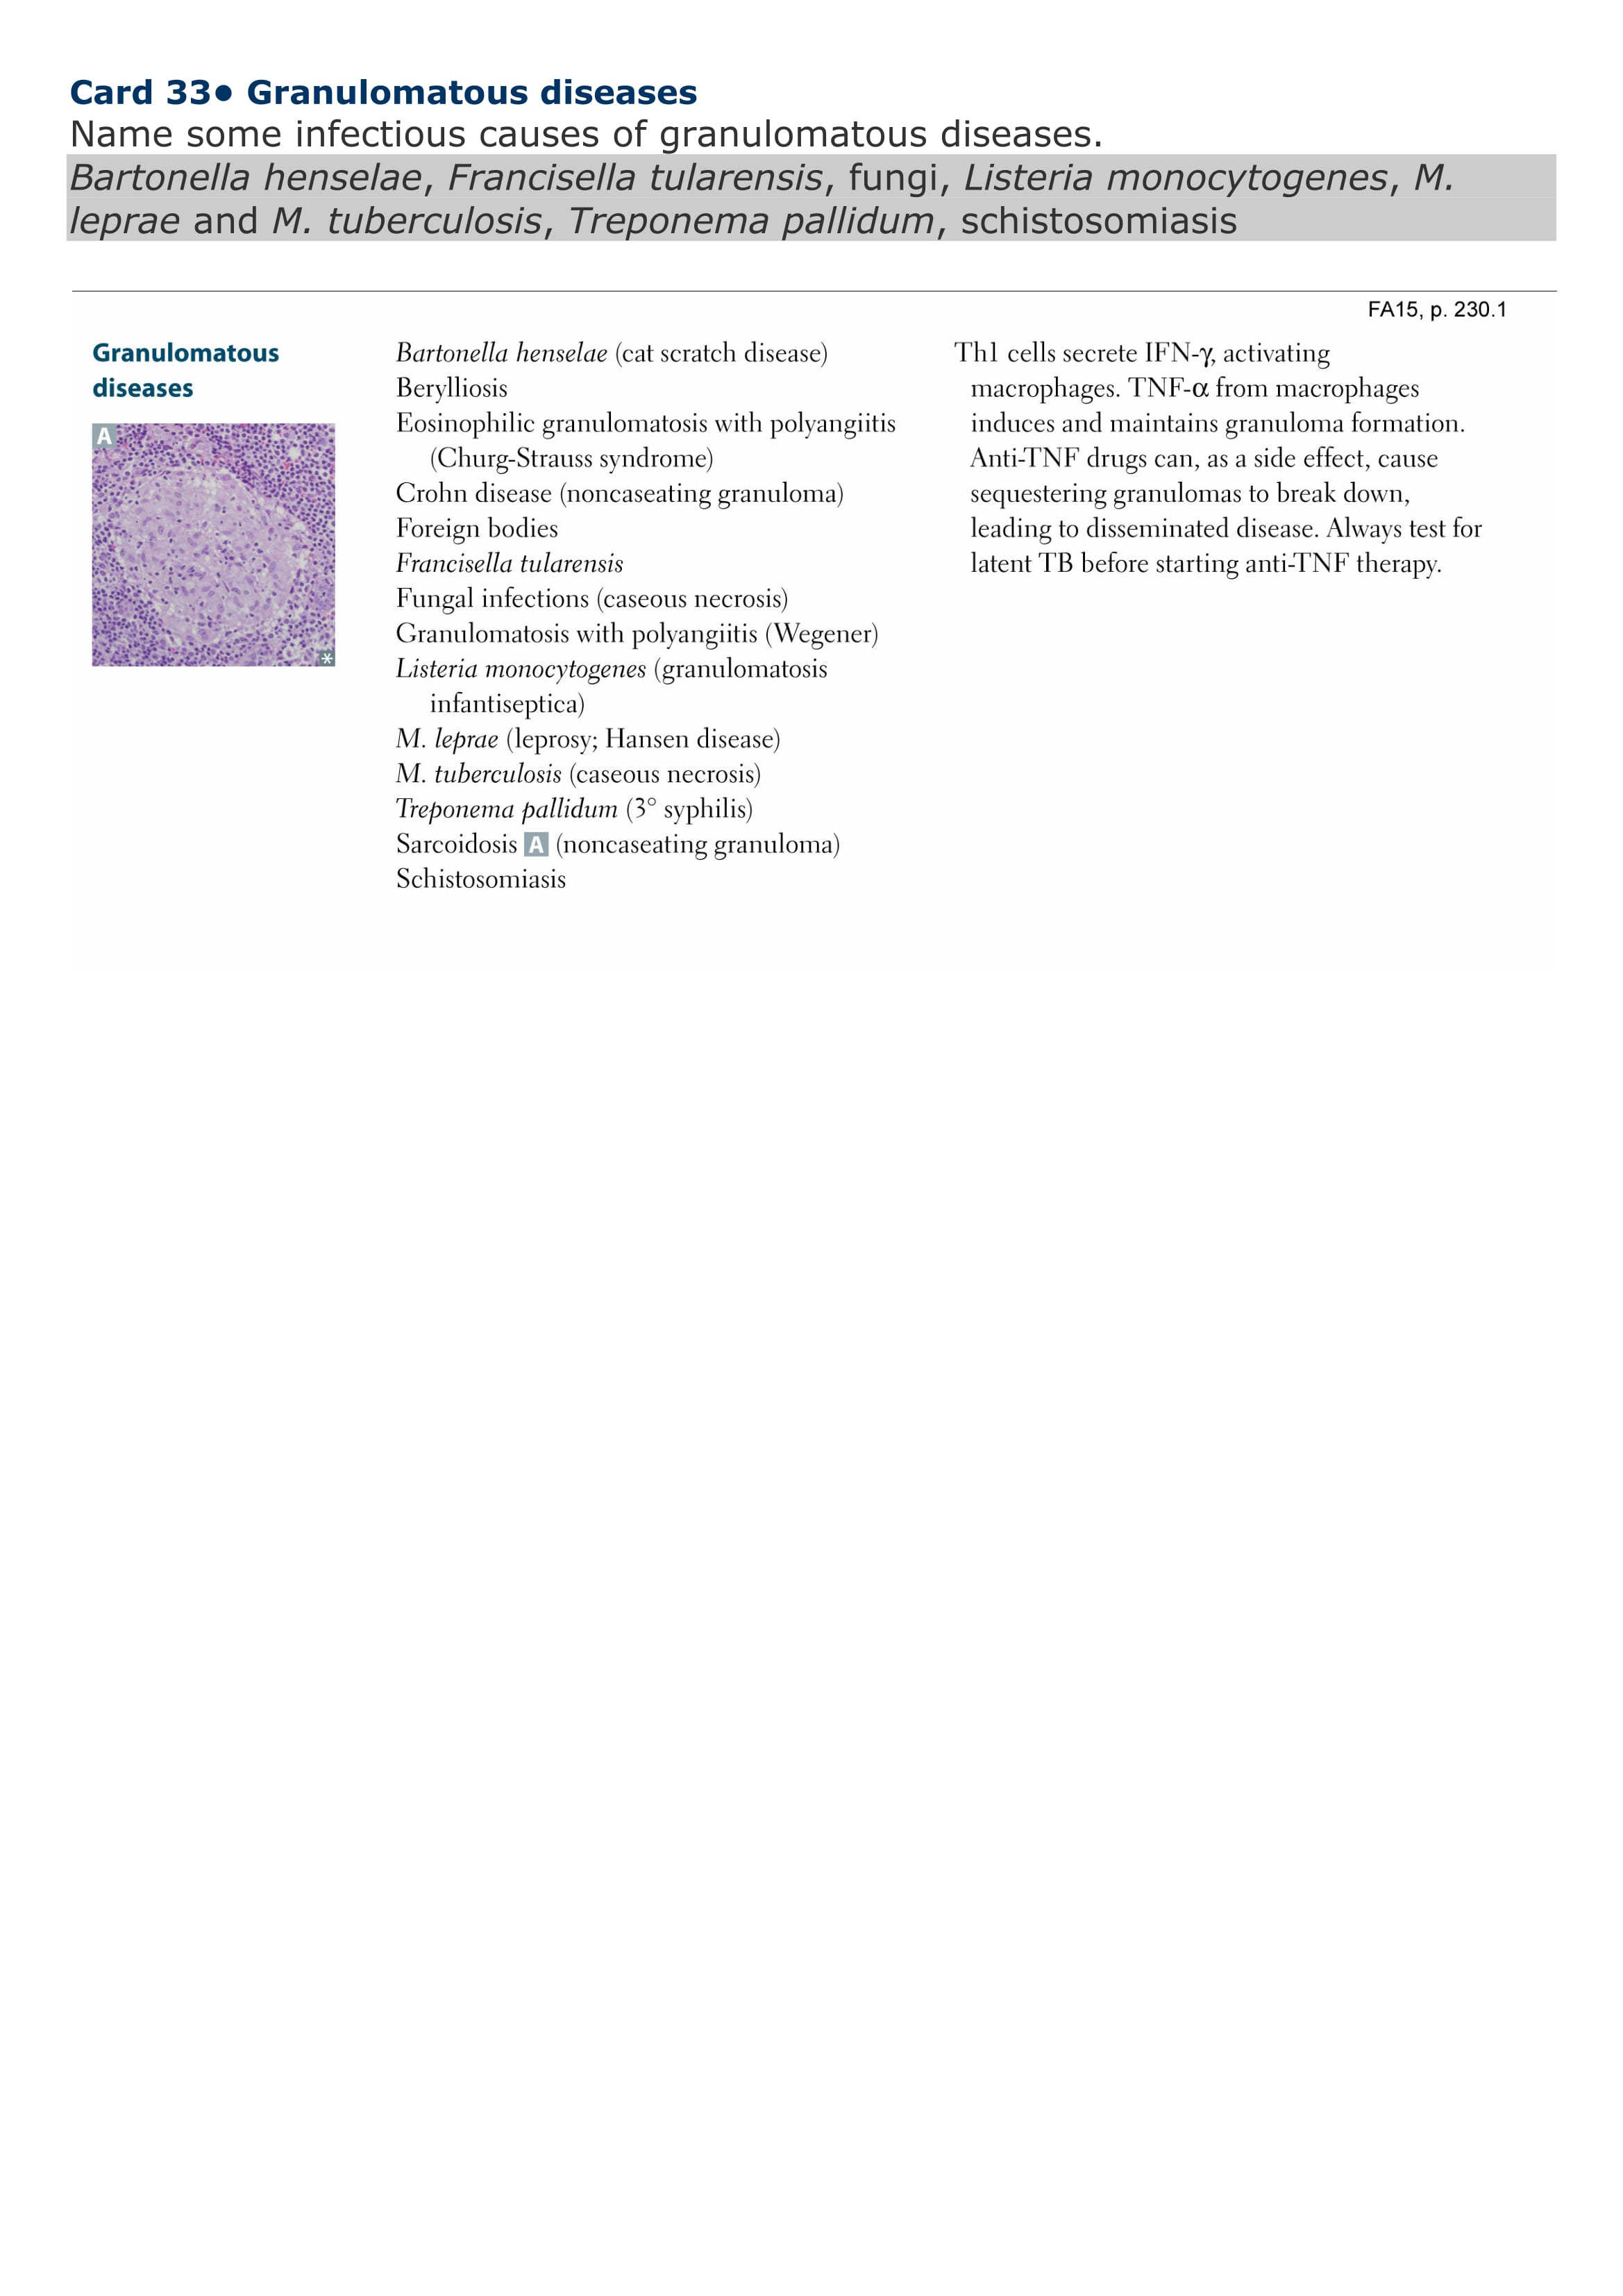 Card 33● Granulomatous diseases
Name some infectious causes of granulomatous diseases.
Bartonella henselae, Francisella tularensis, fungi, Listeria monocytogenes, M.
leprae and M. tuberculosis, Treponema pallidum, schistosomiasis
FA15, p. 230.1
Granulomatous
diseases
A
*
Bartonella henselae (cat scratch disease)
Berylliosis
Eosinophilic granulomatosis with polyangiitis
(Churg-Strauss syndrome)
Crohn disease (noncaseating granuloma)
Foreign bodies
Francisella tularensis
Fungal infections (caseous necrosis)
Granulomatosis with polyangiitis (Wegener)
Listeria monocytogenes (granulomatosis
infantiseptica)
M. leprae (leprosy; Hansen disease)
M. tuberculosis (caseous necrosis)
Treponema pallidum (3° syphilis)
Sarcoidosis A (noncaseating granuloma)
Schistosomiasis
Th1 cells secrete IFN-γ, activating
macrophages. TNF-α from macrophages
induces and maintains granuloma formation.
Anti-TNF drugs can, as a side effect, cause
sequestering granulomas to break down,
leading to disseminated disease. Always test for
latent TB before starting anti-TNF therapy.